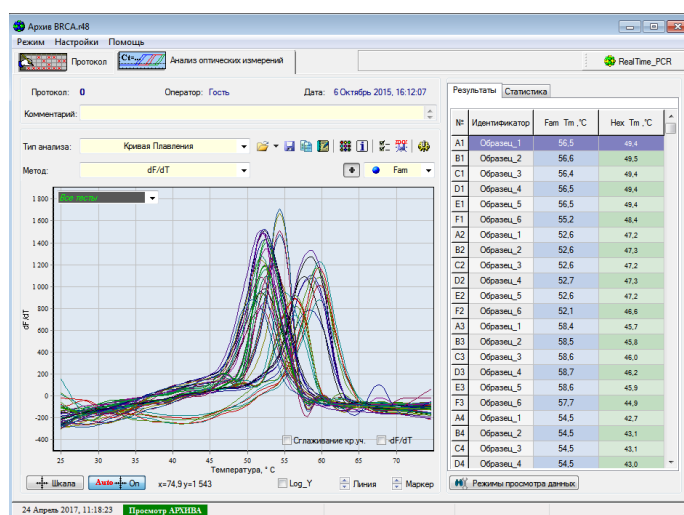 Архив BRCA.r48
Режим Настройки Помощь
Протокол Ct=... Анализ оптических измерений RealTime_PCR
Протокол: 0 Оператор: Гость Дата: 6 Октябрь 2015, 16:12:07
Комментарий:
Тип анализа: Кривая Плавления
Метод: dF/dT Fam
Все тесты
1 800
1 600
1 400
1 200
1 000
800
600
400
200
0
-200
-400
dF/dT
Сглаживание кр.уч. -dF/dT
25 30 35 40 45 50 55 60 65 70
Температура, ° C
Шкала Auto On x=74,9 y=1 543 Log_Y Линия Маркер
Результаты Статистика
№ Идентификатор Fam Tm ,°C Hex Tm ,°C
A1 Образец_1 56,5 49,4
B1 Образец_2 56,6 49,5
C1 Образец_3 56,4 49,4
D1 Образец_4 56,5 49,4
E1 Образец_5 56,5 49,4
F1 Образец_6 55,2 48,4
A2 Образец_1 52,6 47,2
B2 Образец_2 52,6 47,3
C2 Образец_3 52,6 47,2
D2 Образец_4 52,7 47,3
E2 Образец_5 52,6 47,2
F2 Образец_6 52,1 46,6
A3 Образец_1 58,4 45,7
B3 Образец_2 58,5 45,8
C3 Образец_3 58,6 46,0
D3 Образец_4 58,7 46,2
E3 Образец_5 58,6 45,9
F3 Образец_6 57,7 44,9
A4 Образец_1 54,5 42,7
B4 Образец_2 54,5 43,1
C4 Образец_3 54,5 43,1
D4 Образец_4 54,5 43,0
Режимы просмотра данных
24 Апрель 2017, 11:18:23 Просмотр АРХИВА